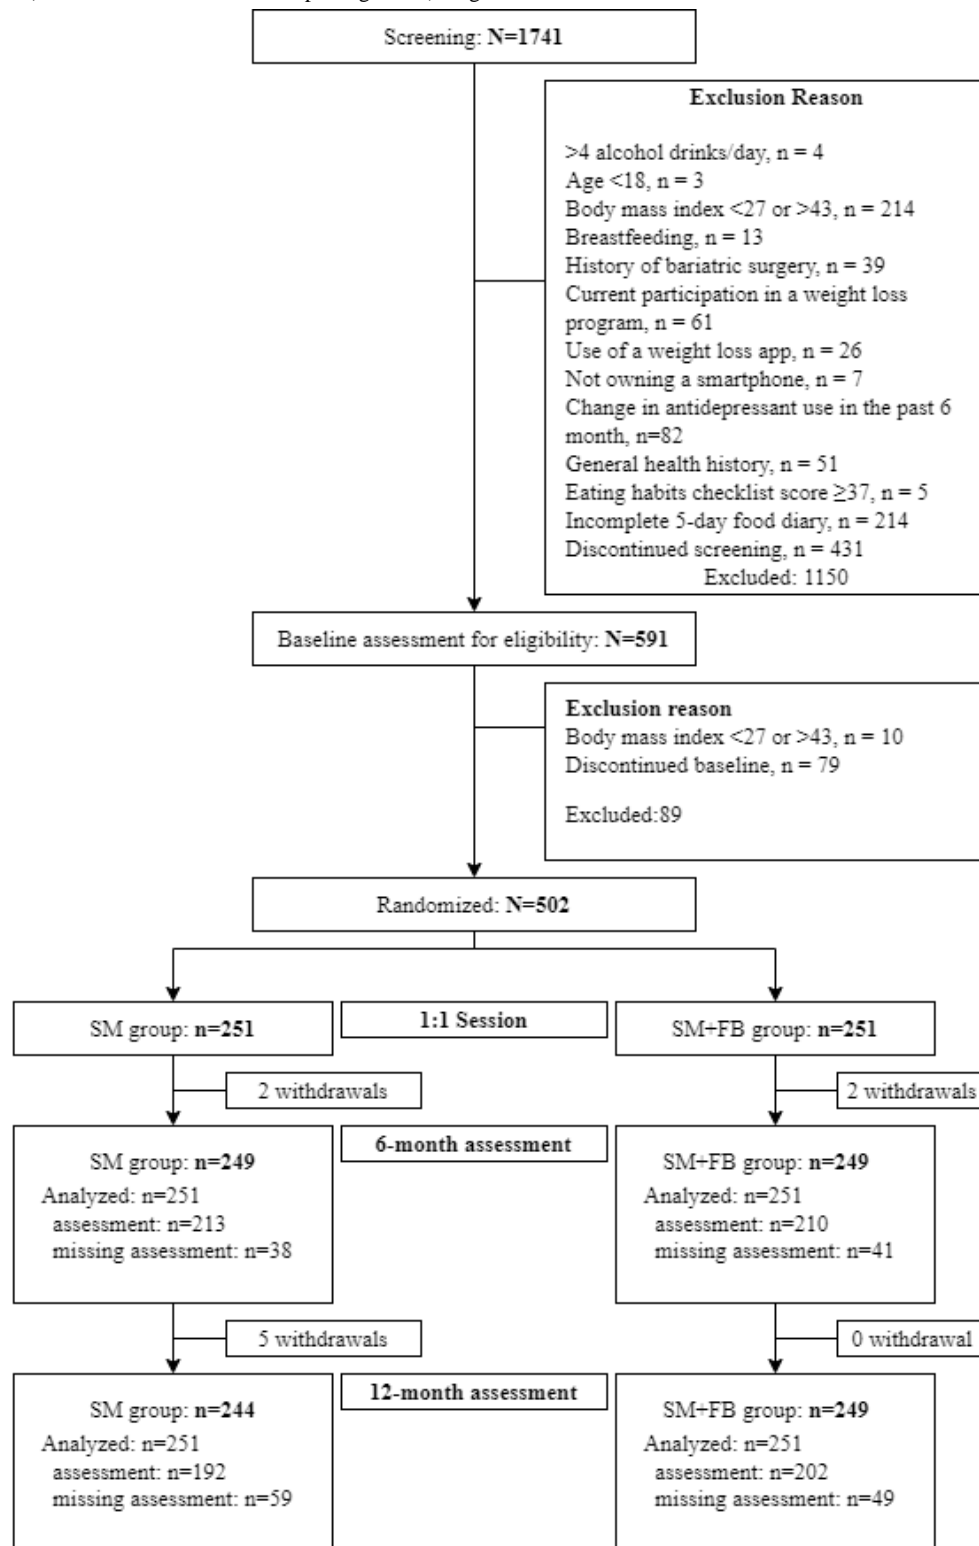 Screening: N=1741
Exclusion Reason
>4 alcohol drinks/day, n = 4
Age <18, n = 3
Body mass index <27 or >43, n = 214
Breastfeeding, n = 13
History of bariatric surgery, n = 39
Current participation in a weight loss
program, n = 61
Use of a weight loss app, n = 26
Not owning a smartphone, n = 7
Change in antidepressant use in the past 6
month, n=82
General health history, n = 51
Eating habits checklist score ≥37, n = 5
Incomplete 5-day food diary, n = 214
Discontinued screening, n = 431
Excluded: 1150
Baseline assessment for eligibility: N=591
Exclusion reason
Body mass index <27 or >43, n = 10
Discontinued baseline, n = 79
Excluded:89
Randomized: N=502
SM group: n=251
1:1 Session
SM+FB group: n=251
2 withdrawals
2 withdrawals
6-month assessment
SM group: n=249
Analyzed: n=251
assessment: n=213
missing assessment: n=38
SM+FB group: n=249
Analyzed: n=251
assessment: n=210
missing assessment: n=41
5 withdrawals
0 withdrawal
12-month assessment
SM group: n=244
Analyzed: n=251
assessment: n=192
missing assessment: n=59
SM+FB group: n=249
Analyzed: n=251
assessment: n=202
missing assessment: n=49